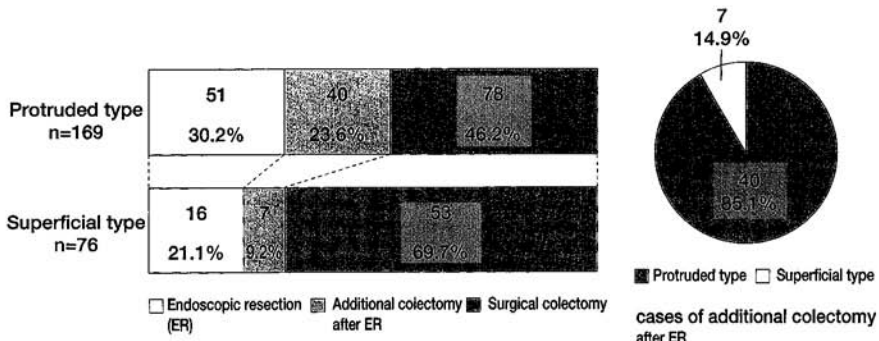 Protruded type
n=169
51
30.2%
40
23.6%
78
46.2%
Superficial type
n=76
16
21.1%
7
9.2%
53
69.7%
Endoscopic resection
(ER)
Additional colectomy
after ER
Surgical colectomy
7
14.9%
40
85.1%
Protruded type
Superficial type
cases of additional colectomy
after ER